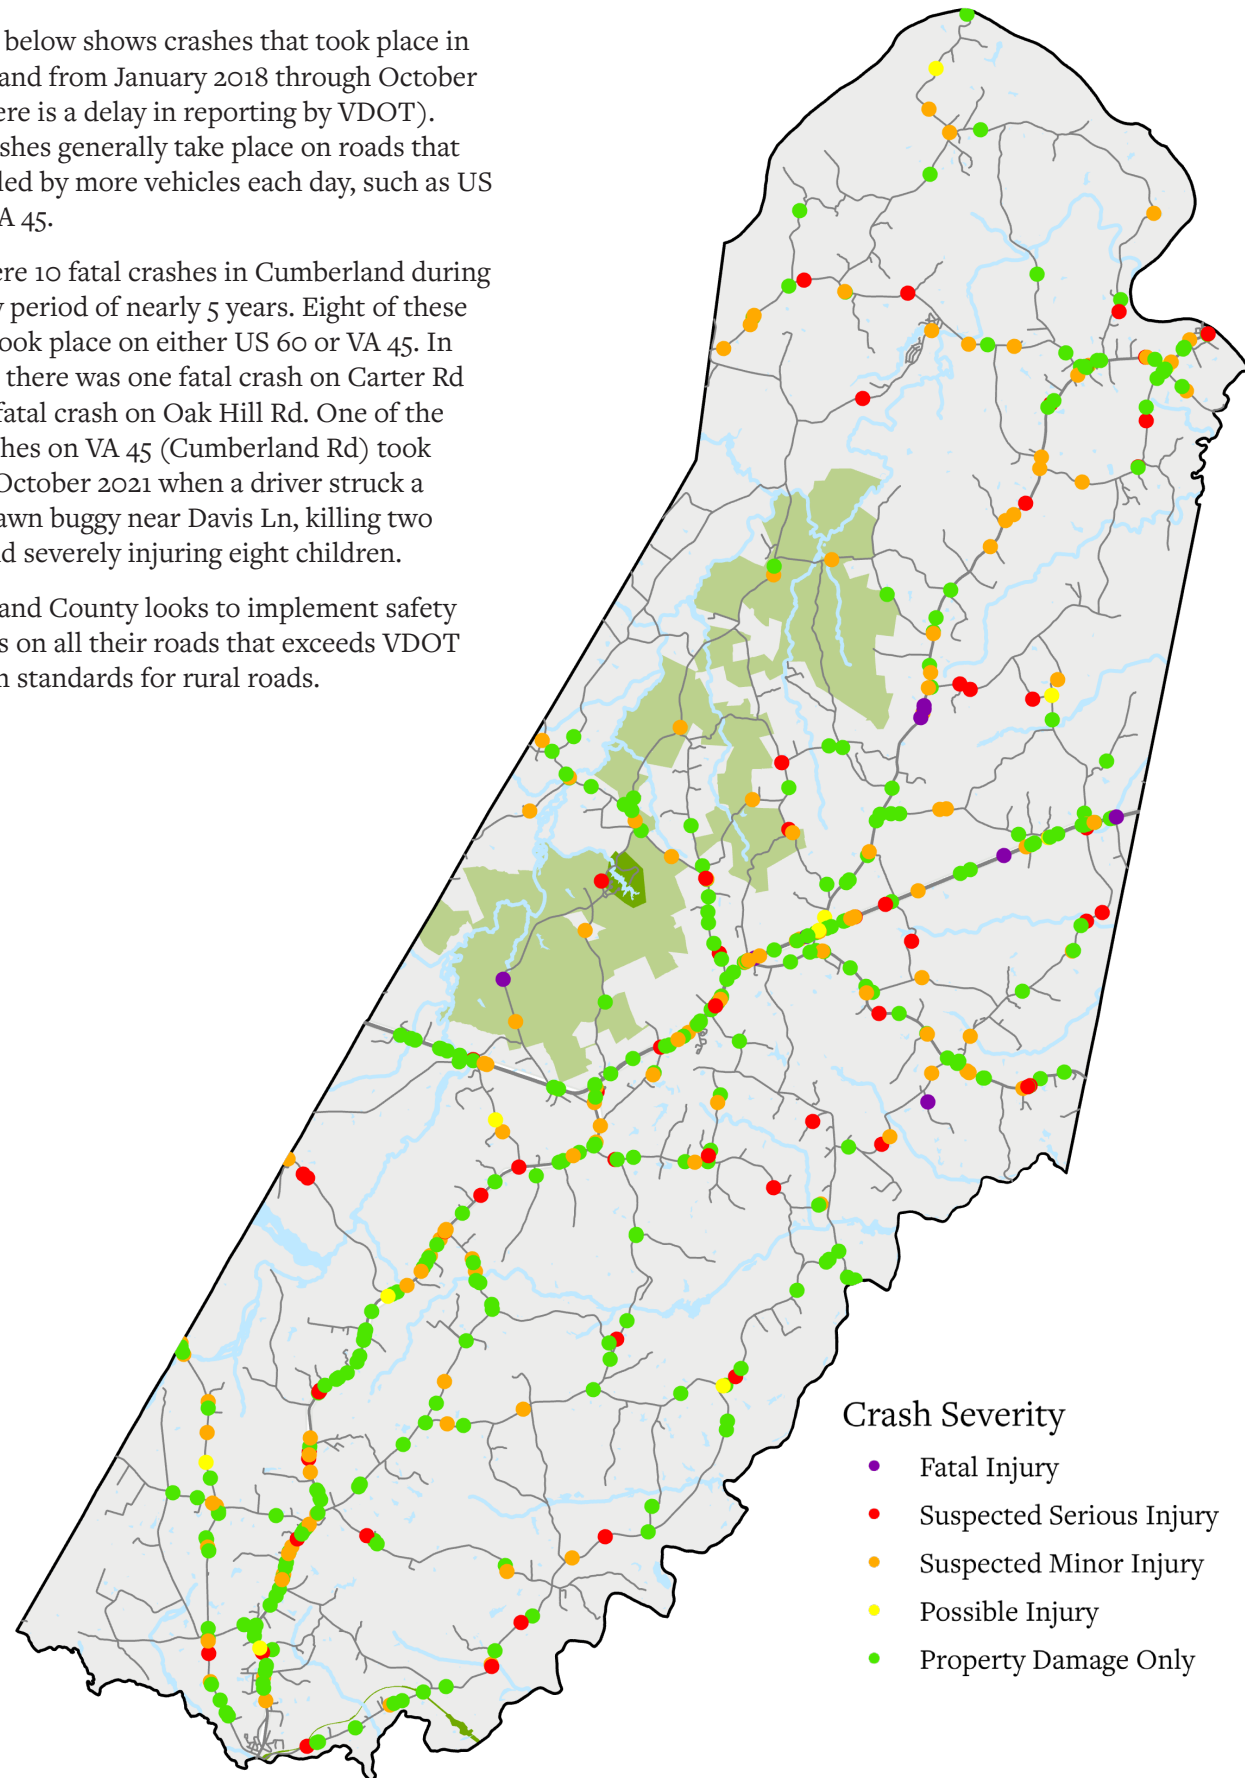 below shows crashes that took place in
and from January 2018 through October
ere is a delay in reporting by VDOT).
shes generally take place on roads that
led by more vehicles each day, such as US
A 45.
ere 10 fatal crashes in Cumberland during
y period of nearly 5 years. Eight of these
ook place on either US 60 or VA 45. In
there was one fatal crash on Carter Rd
fatal crash on Oak Hill Rd. One of the
shes on VA 45 (Cumberland Rd) took
October 2021 when a driver struck a
awn buggy near Davis Ln, killing two
d severely injuring eight children.
and County looks to implement safety
s on all their roads that exceeds VDOT
n standards for rural roads.
Crash Severity
Fatal Injury
Suspected Serious Injury
Suspected Minor Injury
Possible Injury
Property Damage Only